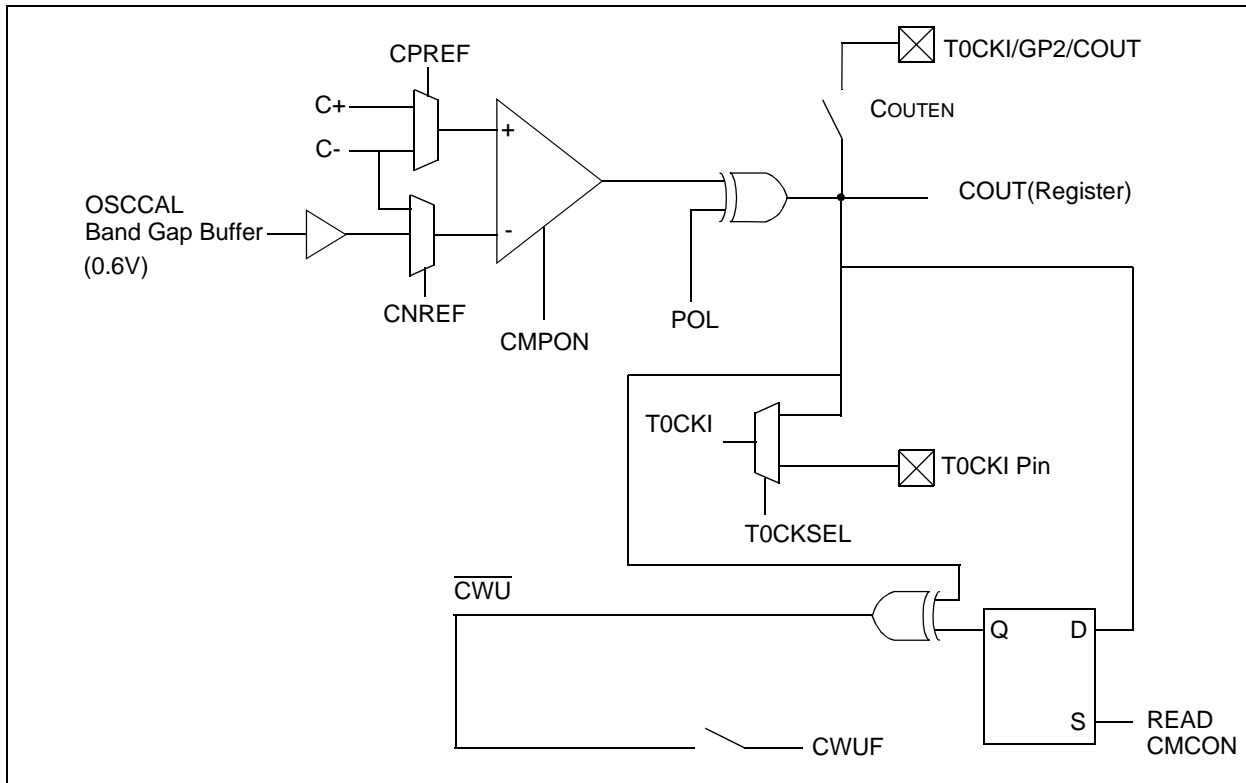 T0CKI/GP2/COUT
CPREF
C+
COUTEN
C-
+
COUT(Register)
OSCCAL
Band Gap Buffer
(0.6V)
-
CNREF
POL
CMPON
T0CKI
T0CKI Pin
T0CKSEL
CWU
Q
D
S
READ
CMCON
CWUF